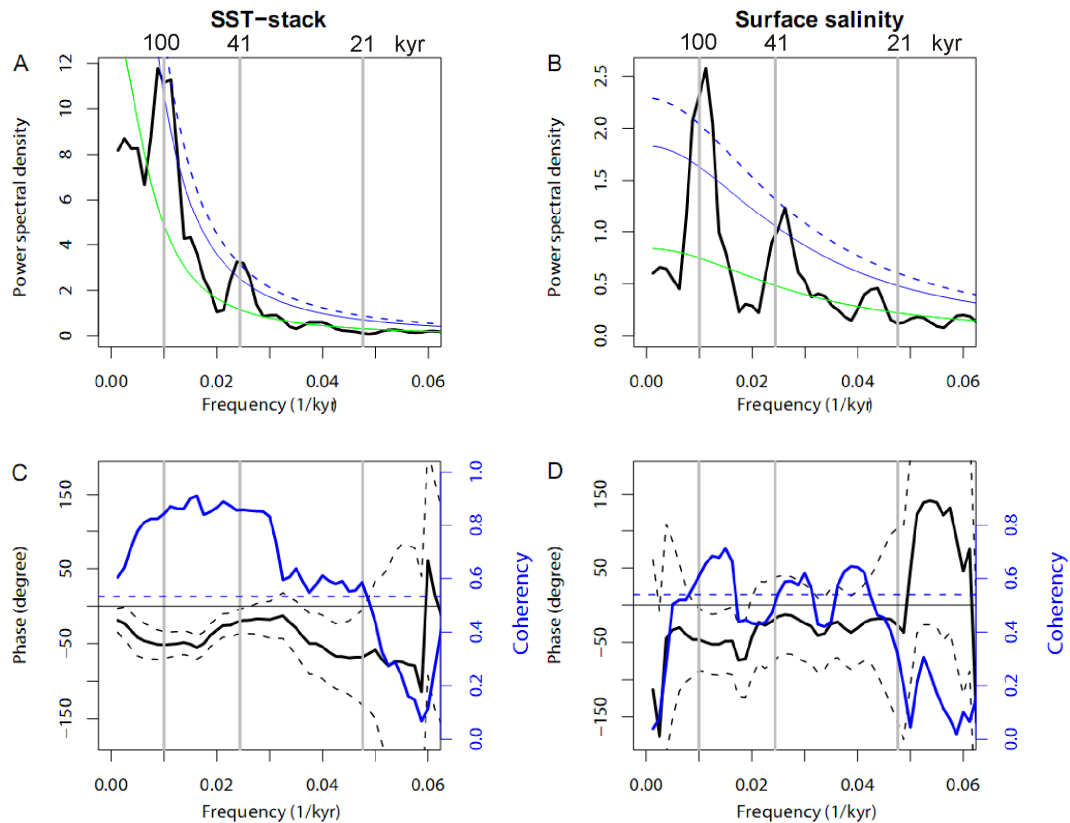 SST−stack
Surface salinity
100 41 21 kyr
100 41 21 kyr
A
B
Power spectral density
0 2 4 6 8 10 12
0.00 0.02 0.04 0.06
Frequency (1/kyr)
Power spectral density
0.0 0.5 1.0 1.5 2.0 2.5
0.00 0.02 0.04 0.06
Frequency (1/kyr)
C
D
Phase (degree)
−150 −50 50 150
0.0 0.2 0.4 0.6 0.8 1.0
Coherency
0.00 0.02 0.04 0.06
Frequency (1/kyr)
Phase (degree)
−150 −50 50 150
0.0 0.2 0.4 0.6 0.8
Coherency
0.00 0.02 0.04 0.06
Frequency (1/kyr)